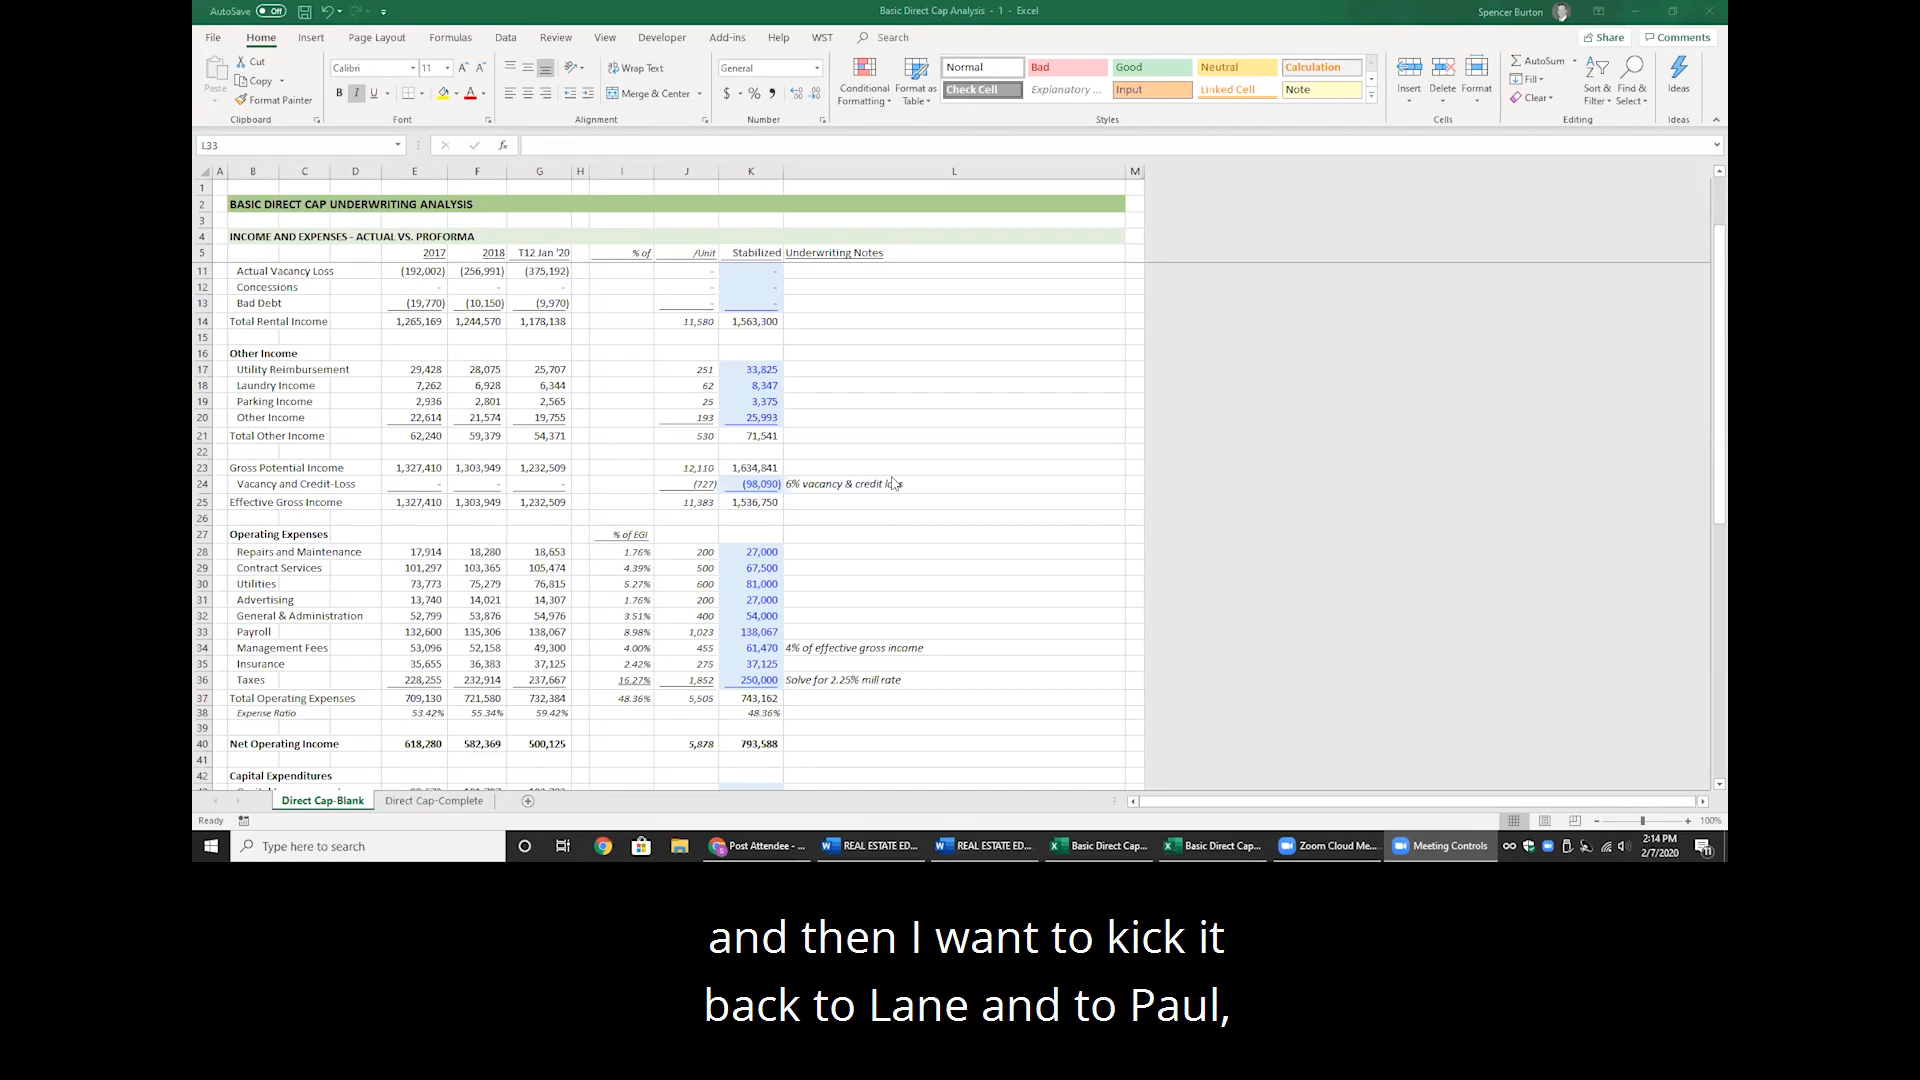 AutoSave Off Basic Direct Cap Analysis - 1 - Excel Spencer Burton
File Home Insert Page Layout Formulas Data Review View Developer Add-ins Help WST Search Share Comments
Paste Cut Copy Format Painter
Calibri 11 B I U
Wrap Text Merge & Center
General $ % ,
Conditional Formatting Format as Table
Normal Bad Good Neutral Calculation
Check Cell Explanatory ... Input Linked Cell Note
Insert Delete Format
AutoSum Fill Clear Sort & Filter Find & Select Ideas
Clipboard Font Alignment Number Styles Cells Editing Ideas
L33 fx
A B C D E F G H I J K L M
1
2 BASIC DIRECT CAP UNDERWRITING ANALYSIS
3
4 INCOME AND EXPENSES - ACTUAL VS. PROFORMA
5 2017 2018 T12 Jan '20 % of /Unit Stabilized Underwriting Notes
11 Actual Vacancy Loss (192,002) (256,991) (375,192) - -
12 Concessions - - - - -
13 Bad Debt (19,770) (10,150) (9,970) - -
14 Total Rental Income 1,265,169 1,244,570 1,178,138 11,580 1,563,300
15
16 Other Income
17 Utility Reimbursement 29,428 28,075 25,707 251 33,825
18 Laundry Income 7,262 6,928 6,344 62 8,347
19 Parking Income 2,936 2,801 2,565 25 3,375
20 Other Income 22,614 21,574 19,755 193 25,993
21 Total Other Income 62,240 59,379 54,371 530 71,541
22
23 Gross Potential Income 1,327,410 1,303,949 1,232,509 12,110 1,634,841
24 Vacancy and Credit-Loss - - - (727) (98,090) 6% vacancy & credit loss
25 Effective Gross Income 1,327,410 1,303,949 1,232,509 11,383 1,536,750
26
27 Operating Expenses % of EGI
28 Repairs and Maintenance 17,914 18,280 18,653 1.76% 200 27,000
29 Contract Services 101,297 103,365 105,474 4.39% 500 67,500
30 Utilities 73,773 75,279 76,815 5.27% 600 81,000
31 Advertising 13,740 14,021 14,307 1.76% 200 27,000
32 General & Administration 52,799 53,876 54,976 3.51% 400 54,000
33 Payroll 132,600 135,306 138,067 8.98% 1,023 138,067
34 Management Fees 53,096 52,158 49,300 4.00% 455 61,470 4% of effective gross income
35 Insurance 35,655 36,383 37,125 2.42% 275 37,125
36 Taxes 228,255 232,914 237,667 16.27% 1,852 250,000 Solve for 2.25% mill rate
37 Total Operating Expenses 709,130 721,580 732,384 48.36% 5,505 743,162
38 Expense Ratio 53.42% 55.34% 59.42% 48.36%
39
40 Net Operating Income 618,280 582,369 500,125 5,878 793,588
41
42 Capital Expenditures
Direct Cap-Blank Direct Cap-Complete
Ready 100%
Type here to search Post Attendee - ... REAL ESTATE ED... REAL ESTATE ED... Basic Direct Cap... Basic Direct Cap... Zoom Cloud Me... Meeting Controls 2:14 PM
2/7/2020 11
and then I want to kick it
back to Lane and to Paul,